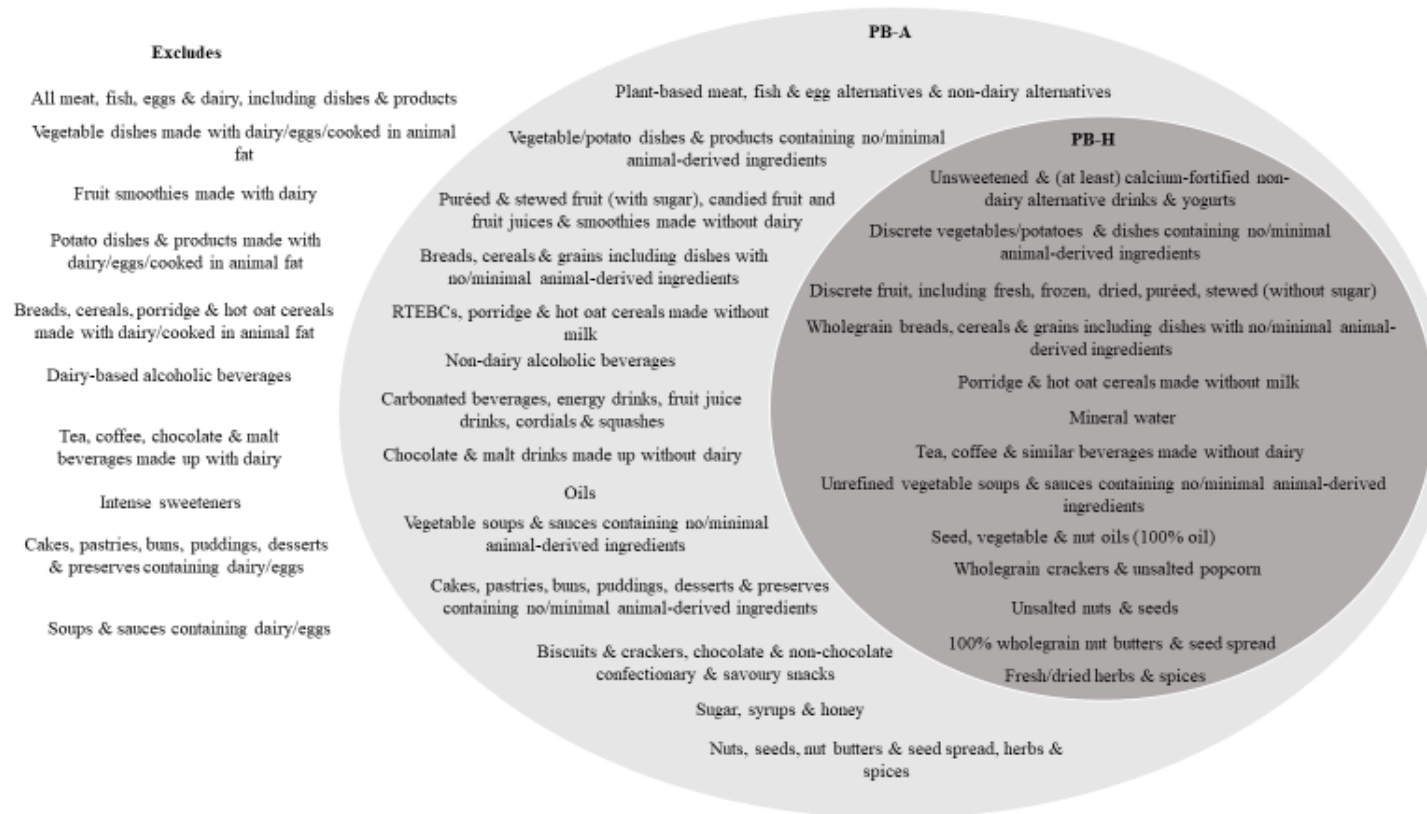 Excludes
All meat, fish, eggs & dairy, including dishes & products
Vegetable dishes made with dairy/eggs/cooked in animal
fat
Fruit smoothies made with dairy
Potato dishes & products made with
dairy/eggs/cooked in animal fat
Breads, cereals, porridge & hot oat cereals
made with dairy/cooked in animal fat
Dairy-based alcoholic beverages
Tea, coffee, chocolate & malt
beverages made up with dairy
Intense sweeteners
Cakes, pastries, buns, puddings, desserts
& preserves containing dairy/eggs
Soups & sauces containing dairy/eggs
PB-A
Plant-based meat, fish & egg alternatives & non-dairy alternatives
Vegetable/potato dishes & products containing no/minimal
animal-derived ingredients
Puréed & stewed fruit (with sugar), candied fruit and
fruit juices & smoothies made without dairy
Breads, cereals & grains including dishes with
no/minimal animal-derived ingredients
RTEBCs, porridge & hot oat cereals made without
milk
Non-dairy alcoholic beverages
Carbonated beverages, energy drinks, fruit juice
drinks, cordials & squashes
Chocolate & malt drinks made up without dairy
Oils
Vegetable soups & sauces containing no/minimal
animal-derived ingredients
Cakes, pastries, buns, puddings, desserts & preserves
containing no/minimal animal-derived ingredients
Biscuits & crackers, chocolate & non-chocolate
confectionary & savoury snacks
Sugar, syrups & honey
Nuts, seeds, nut butters & seed spread, herbs &
spices
PB-H
Unsweetened & (at least) calcium-fortified non-
dairy alternative drinks & yogurts
Discrete vegetables/potatoes & dishes containing no/minimal
animal-derived ingredients
Discrete fruit, including fresh, frozen, dried, puréed, stewed (without sugar)
Wholegrain breads, cereals & grains including dishes with no/minimal animal-
derived ingredients
Porridge & hot oat cereals made without milk
Mineral water
Tea, coffee & similar beverages made without dairy
Unrefined vegetable soups & sauces containing no/minimal animal-derived
ingredients
Seed, vegetable & nut oils (100% oil)
Wholegrain crackers & unsalted popcorn
Unsalted nuts & seeds
100% wholegrain nut butters & seed spread
Fresh/dried herbs & spices